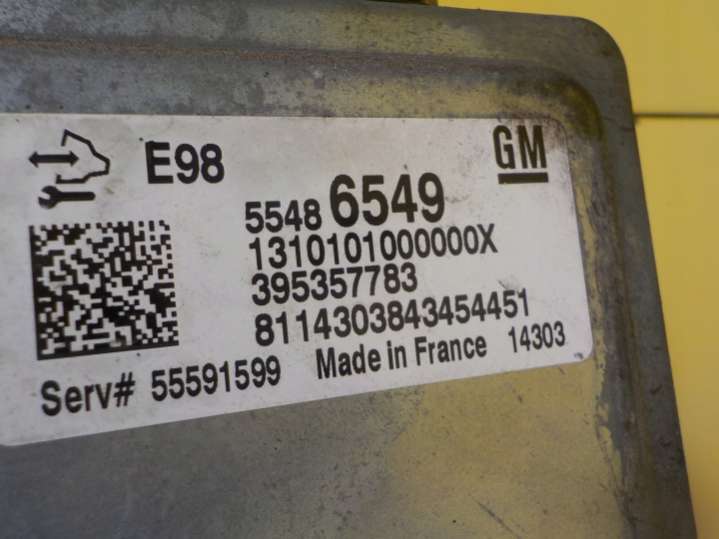 E98
GM
5548 6549
1310101000000X
395357783
8114303843454451
Serv# 55591599 Made in France 14303